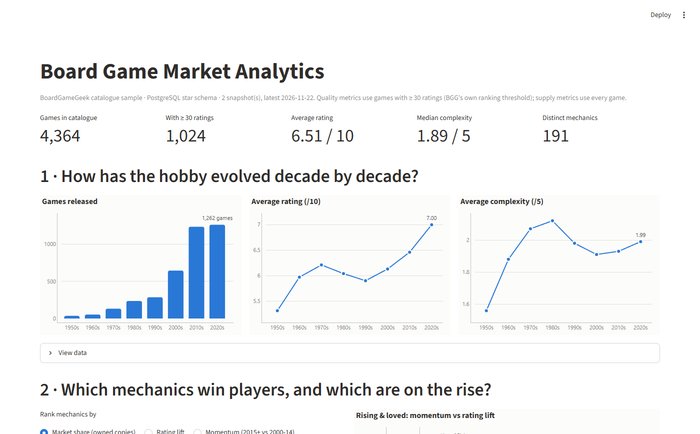 Deploy
Board Game Market Analytics
BoardGameGeek catalogue sample · PostgreSQL star schema · 2 snapshot(s), latest 2026-11-22. Quality metrics use games with ≥ 30 ratings (BGG's own ranking threshold); supply metrics use every game.
Games in catalogue
4,364
With ≥ 30 ratings
1,024
Average rating
6.51 / 10
Median complexity
1.89 / 5
Distinct mechanics
191
1 · How has the hobby evolved decade by decade?
Games released
1,262 games
1000
500
0
1950s 1960s 1970s 1980s 1990s 2000s 2010s 2020s
Average rating (/10)
7.00
7
6.5
6
5.5
1950s 1960s 1970s 1980s 1990s 2000s 2010s 2020s
Average complexity (/5)
1.99
2
1.8
1.6
1950s 1960s 1970s 1980s 1990s 2000s 2010s 2020s
View data
2 · Which mechanics win players, and which are on the rise?
Rank mechanics by
Market share (owned copies) Rating lift Momentum (2015+ vs 2000-14)
Rising & loved: momentum vs rating lift